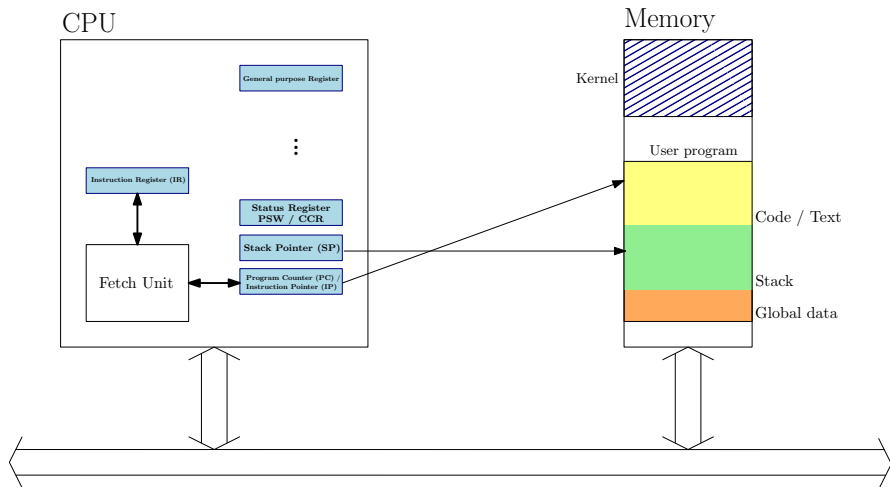 CPU
Memory
General purpose Register
Kernel
⋮
User program
Instruction Register (IR)
Status Register
PSW / CCR
Code / Text
Stack Pointer (SP)
Fetch Unit
Program Counter (PC) /
Instruction Pointer (IP)
Stack
Global data